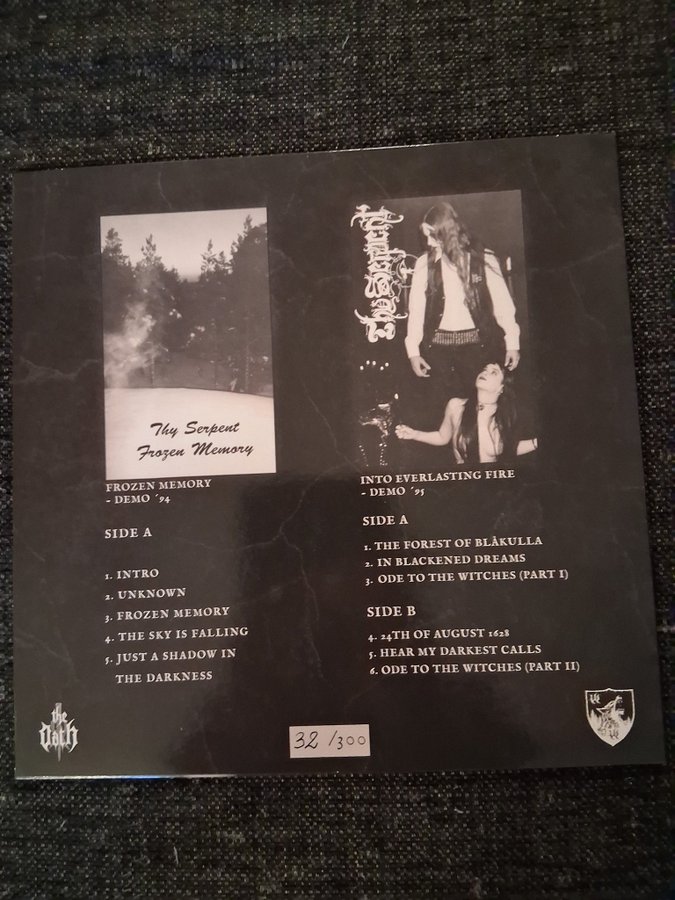 Thy Serpent
Frozen Memory
FROZEN MEMORY
- DEMO ´94
SIDE A
1. INTRO
2. UNKNOWN
3. FROZEN MEMORY
4. THE SKY IS FALLING
5. JUST A SHADOW IN
THE DARKNESS
Thy Serpent
INTO EVERLASTING FIRE
- DEMO ´95
SIDE A
1. THE FOREST OF BLÅKULLA
2. IN BLACKENED DREAMS
3. ODE TO THE WITCHES (PART I)
SIDE B
4. 24TH OF AUGUST 1628
5. HEAR MY DARKEST CALLS
6. ODE TO THE WITCHES (PART II)
the
Oath
32 /300